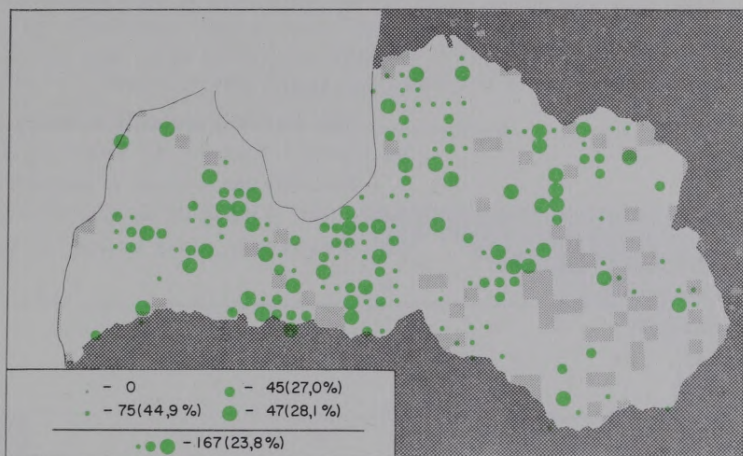 - 0 - 45(27,0%)
- 75(44,9%) - 47(28,1%)
- 167(23,8%)